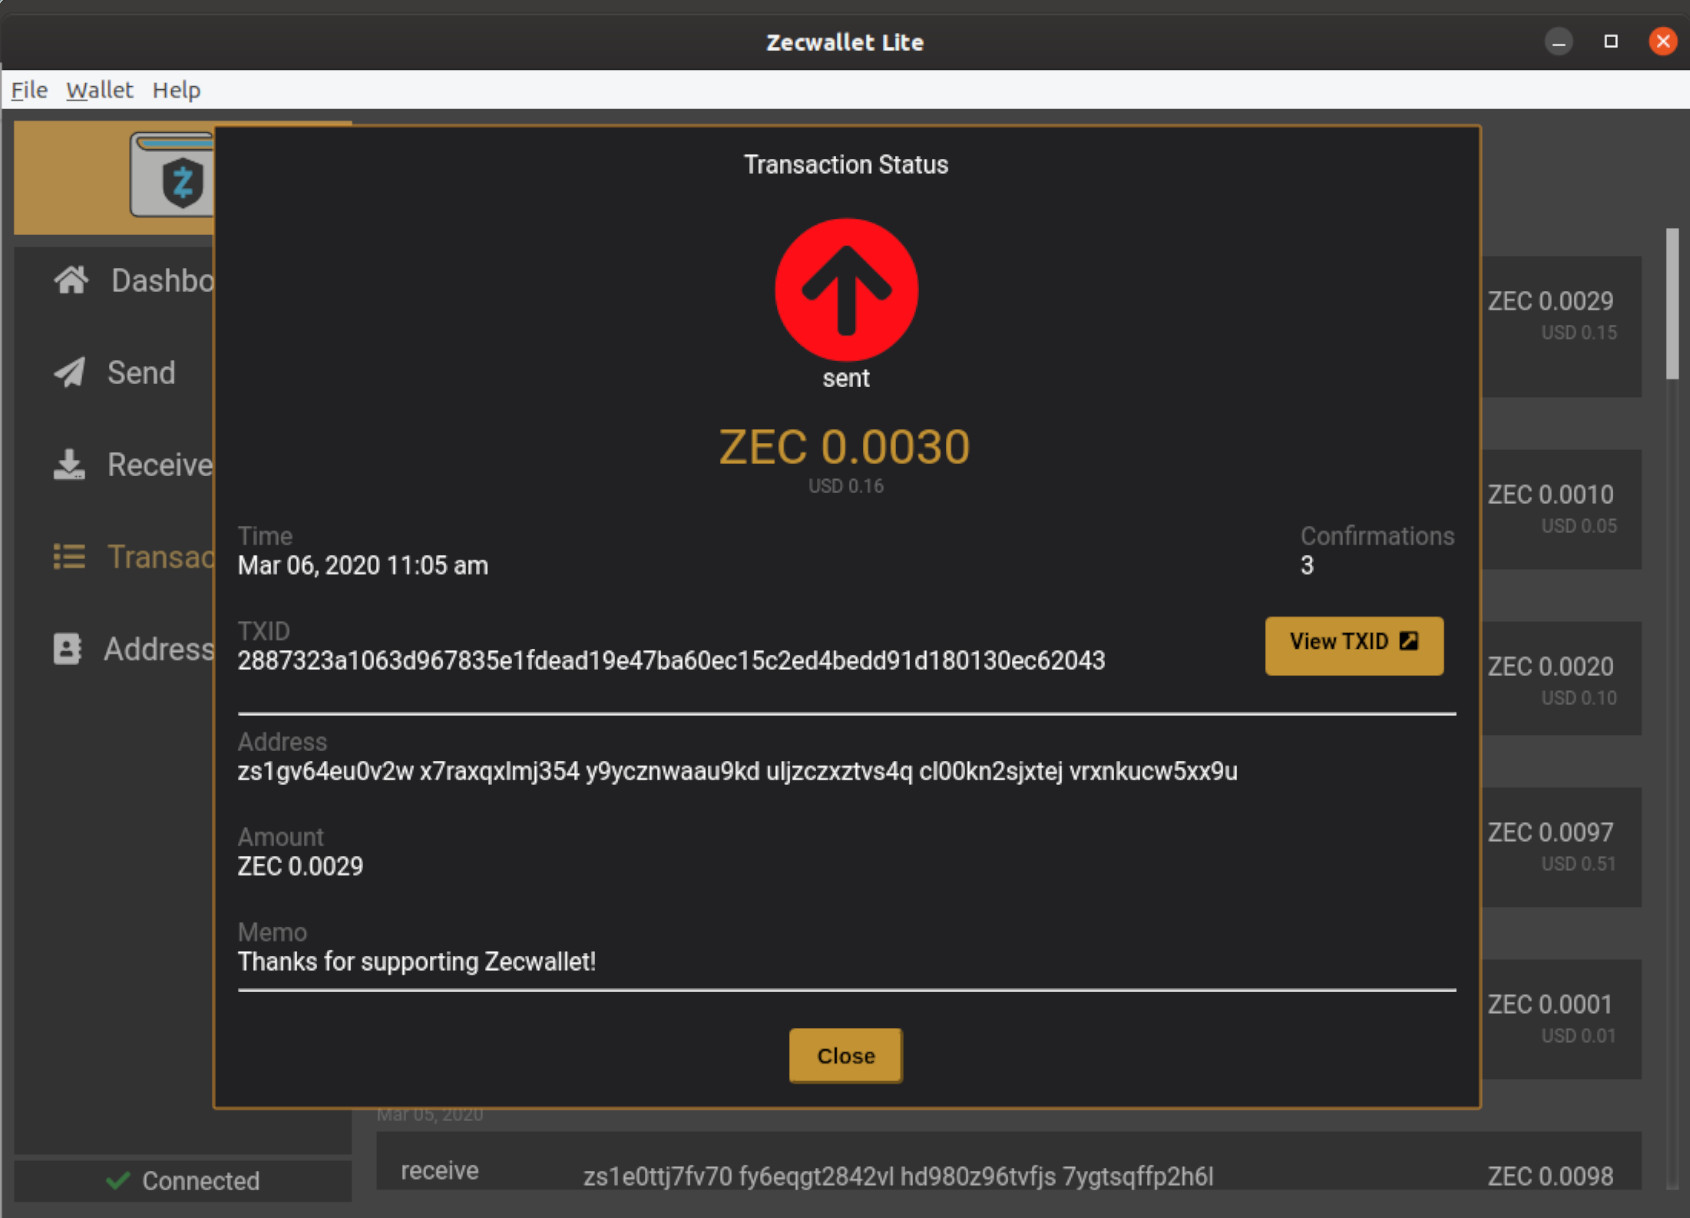 Zecwallet Lite
File Wallet Help
Transaction Status
sent
ZEC 0.0030
USD 0.16
Time
Mar 06, 2020 11:05 am
Confirmations
3
TXID
2887323a1063d967835e1fdead19e47ba60ec15c2ed4bedd91d180130ec62043
View TXID
Address
zs1gv64eu0v2w x7raxqxlmj354 y9ycznwaau9kd uljzczxztvs4q cl00kn2sjxtej vrxnkucw5xx9u
Amount
ZEC 0.0029
Memo
Thanks for supporting Zecwallet!
Close
Dashbo
Send
Receive
Transac
Address
Connected
ZEC 0.0029
USD 0.15
ZEC 0.0010
USD 0.05
ZEC 0.0020
USD 0.10
ZEC 0.0097
USD 0.51
ZEC 0.0001
USD 0.01
Mar 05, 2020
receive zs1e0ttj7fv70 fy6eqgt2842vl hd980z96tvfjs 7ygtsqffp2h6l ZEC 0.0098